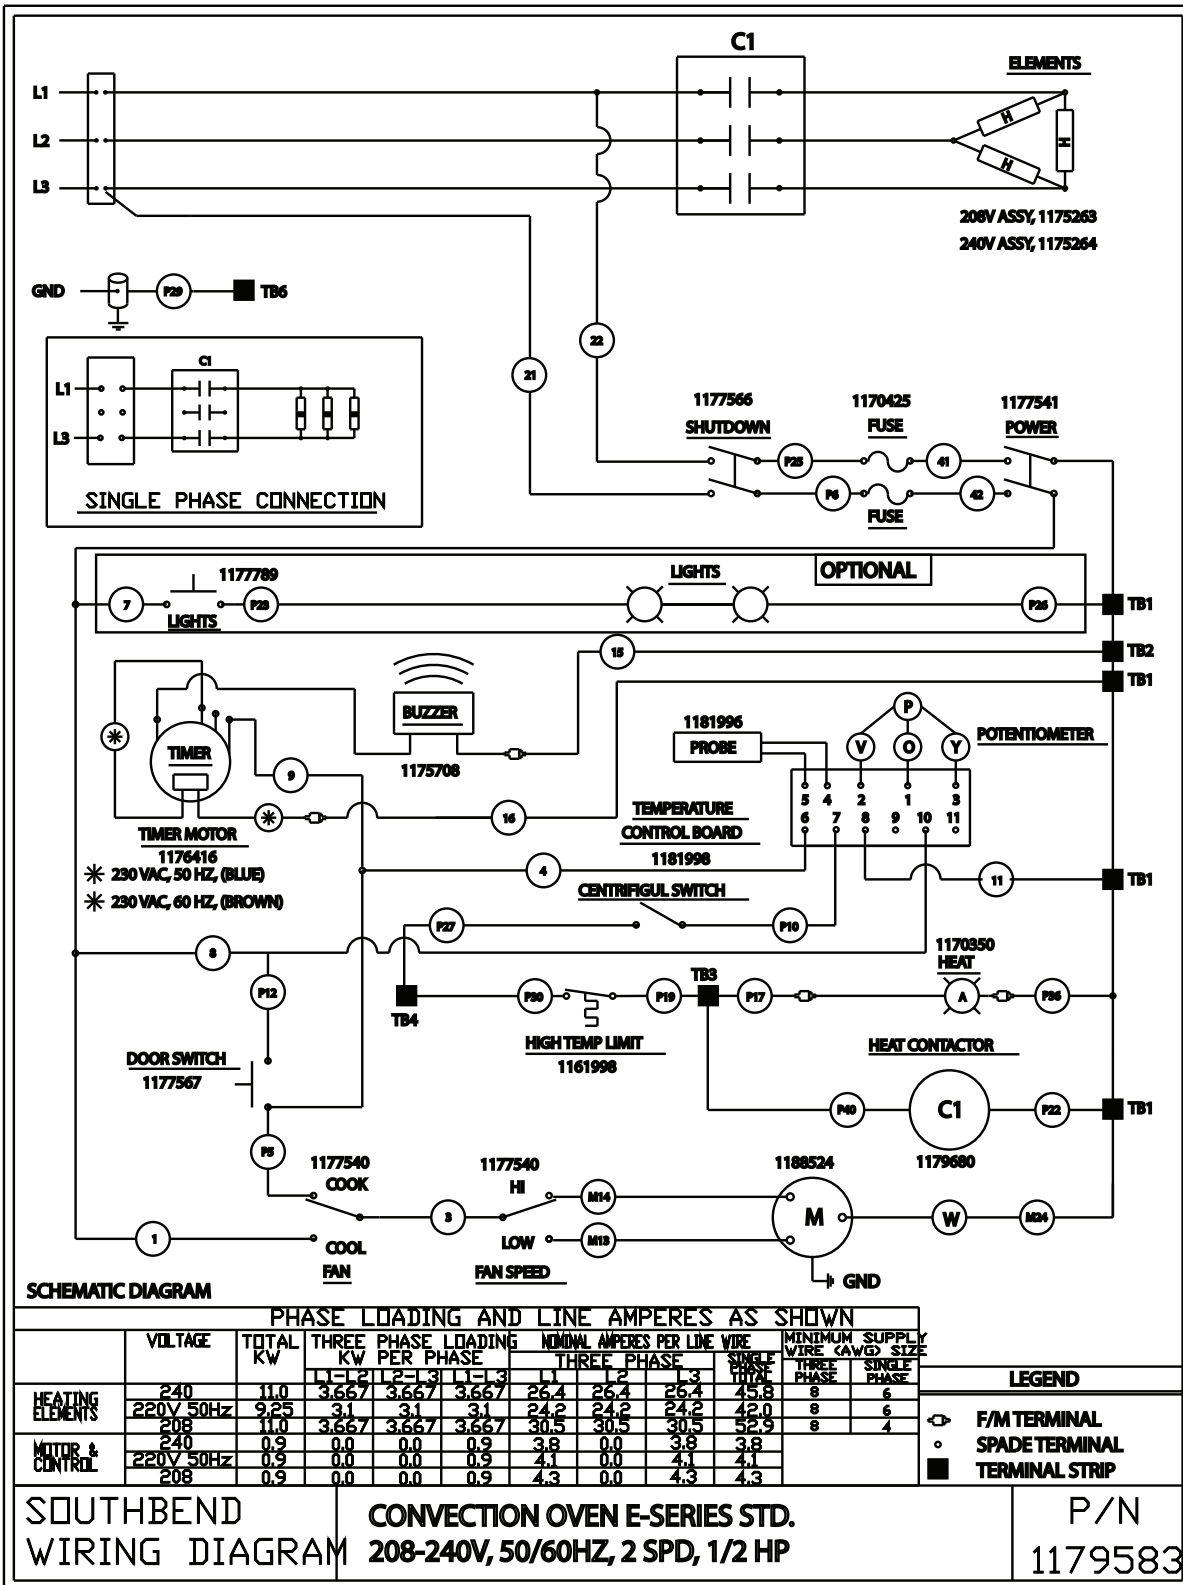 C1
ELEMENTS
L1
L2
L3
H
H
H
208V ASSY, 1175263
240V ASSY, 1175264
GND
P29
TB6
22
21
C1
L1
L3
SINGLE PHASE CONNECTION
1177566
SHUTDOWN
1170425
FUSE
1177541
POWER
P25
41
P6
42
FUSE
OPTIONAL
1177789
LIGHTS
7
P23
P26
TB1
LIGHTS
15
TB2
TB1
BUZZER
1175708
TIMER
9
16
TIMER MOTOR
1176416
230 VAC, 50 HZ, (BLUE)
230 VAC, 60 HZ, (BROWN)
1181996
PROBE
P
V
O
Y
POTENTIOMETER
5 4 2 1 3
6 7 8 9 10 11
TEMPERATURE
CONTROL BOARD
1181998
4
11
TB1
CENTRIFIGUL SWITCH
P27
P10
8
P12
1170350
HEAT
TB3
P30
P19
P17
A
P36
TB4
HIGH TEMP LIMIT
1161998
DOOR SWITCH
1177567
HEAT CONTACTOR
P40
C1
P22
TB1
1179680
P5
1177540
COOK
1177540
HI
1188524
M14
3
M
W
M24
1
COOL
FAN
LOW
M13
FAN SPEED
GND
SCHEMATIC DIAGRAM
PHASE LOADING AND LINE AMPERES AS SHOWN
VOLTAGE
TOTAL KW
THREE PHASE LOADING
KW PER PHASE
NOMINAL AMPERES PER LINE WIRE
MINIMUM SUPPLY
WIRE (AWG) SIZE
THREE PHASE
SINGLE PHASE TOTAL
THREE PHASE
SINGLE PHASE
L1-L2 L2-L3 L1-L3 L1 L2 L3
HEATING ELEMENTS
240 11.0 3.667 3.667 3.667 26.4 26.4 26.4 45.8 8 6
220V 50Hz 9.25 3.1 3.1 3.1 24.2 24.2 24.2 42.0 8 6
208 11.0 3.667 3.667 3.667 30.5 30.5 30.5 52.9 8 4
MOTOR & CONTROL
240 0.9 0.0 0.0 0.9 3.8 0.0 3.8 3.8
220V 50Hz 0.9 0.0 0.0 0.9 4.1 0.0 4.1 4.1
208 0.9 0.0 0.0 0.9 4.3 0.0 4.3 4.3
LEGEND
F/M TERMINAL
SPADE TERMINAL
TERMINAL STRIP
SOUTHBEND
WIRING DIAGRAM
CONVECTION OVEN E-SERIES STD.
208-240V, 50/60HZ, 2 SPD, 1/2 HP
P/N
1179583